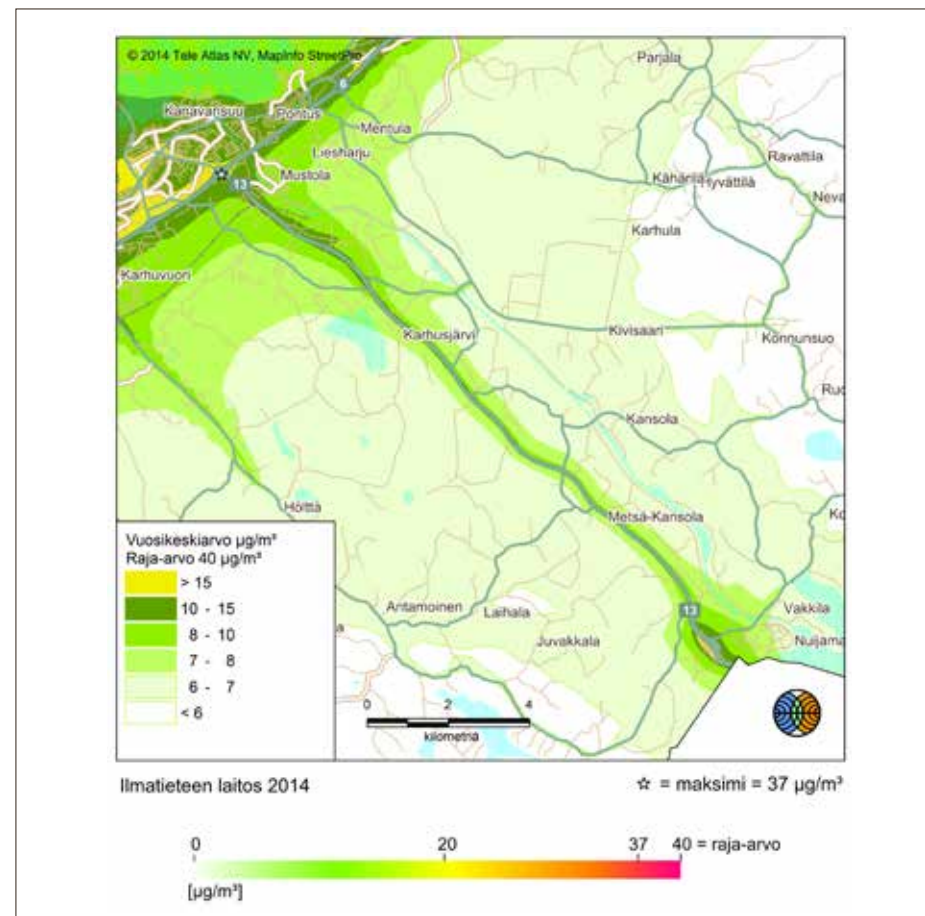 © 2014 Tele Atlas NV, MapInfo StreetPro
Parjala
6
Kanavansuu
Pontus
Mentula
Liesharju
Ravattila
Mustola
13
Kähärilä
Hyvättilä
Karhula
Karhuvuori
Karhusjärvi
Kivisaari
Konnunsuo
Kansola
Hölttä
Metsä-Kansola
Vuosikeskiarvo µg/m³
Raja-arvo 40 µg/m³
> 15
10 - 15
8 - 10
7 - 8
6 - 7
< 6
Antamoinen
Laihala
Juvakkala
13
Vakkila
Nuijama
0 2 4
kilometriä
Ilmatieteen laitos 2014
☆ = maksimi = 37 µg/m³
0 20 37 40 = raja-arvo
[µg/m³]